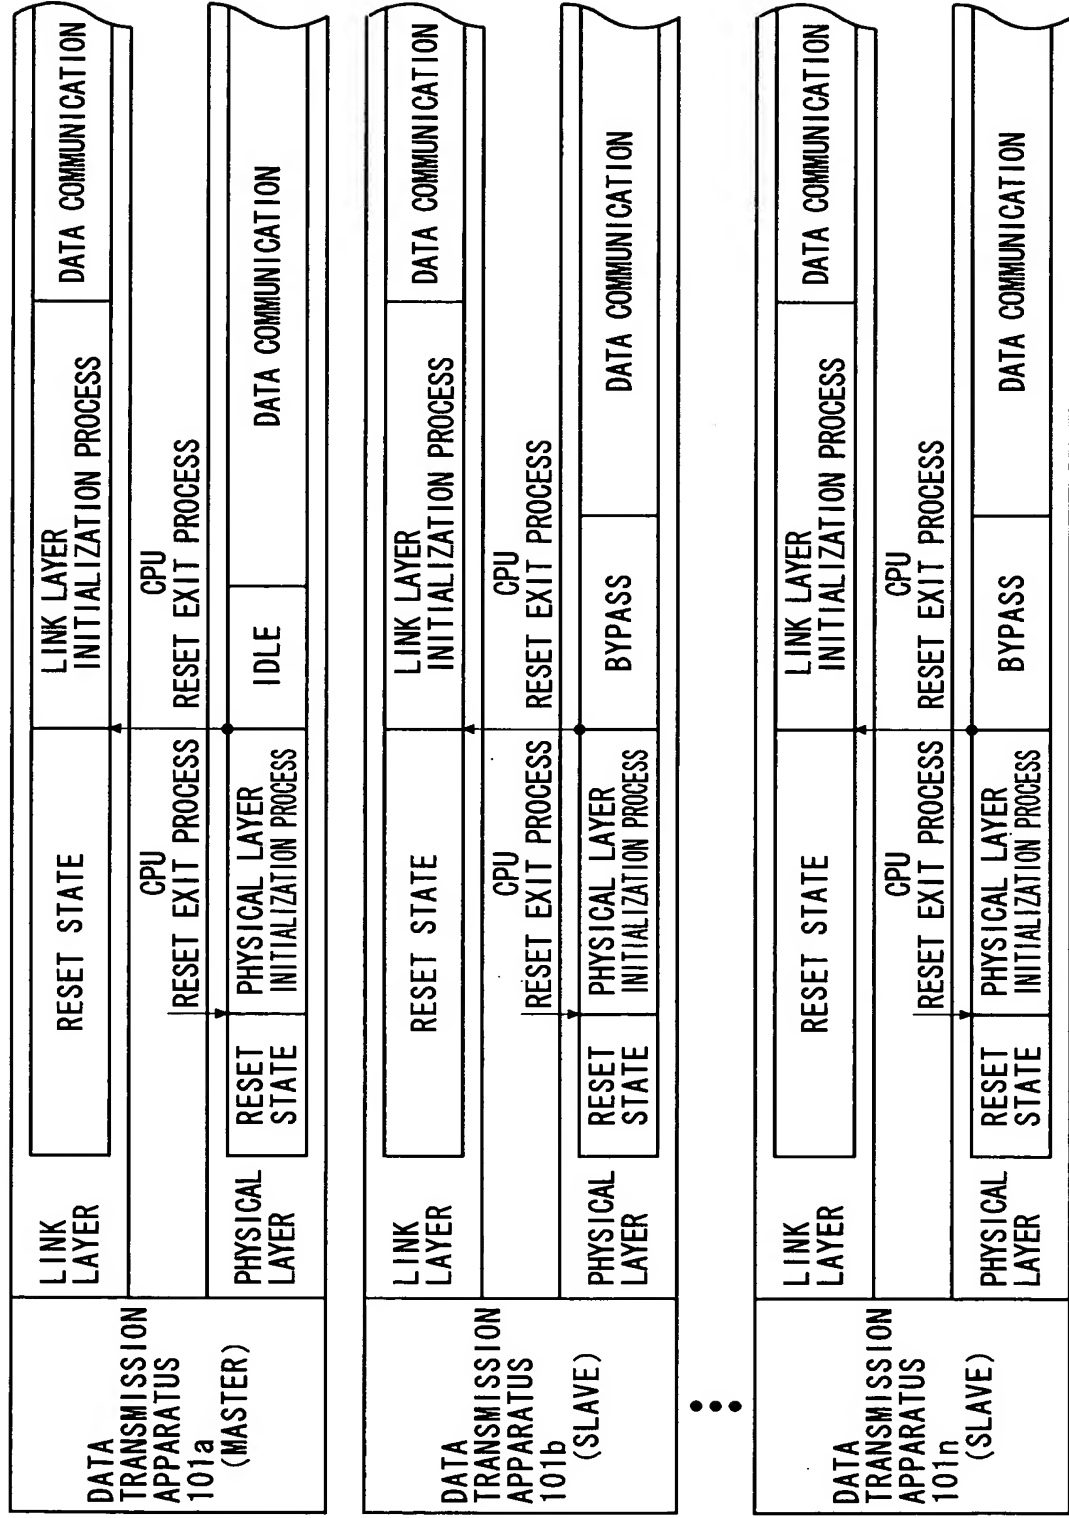 DATA
TRANSMISSION
APPARATUS
101a
(MASTER)
LINK
LAYER
RESET STATE
LINK LAYER
INITIALIZATION PROCESS
DATA COMMUNICATION
CPU
RESET EXIT PROCESS
CPU
RESET EXIT PROCESS
PHYSICAL
LAYER
RESET
STATE
PHYSICAL LAYER
INITIALIZATION PROCESS
IDLE
DATA COMMUNICATION
DATA
TRANSMISSION
APPARATUS
101b
(SLAVE)
LINK
LAYER
RESET STATE
LINK LAYER
INITIALIZATION PROCESS
DATA COMMUNICATION
CPU
RESET EXIT PROCESS
CPU
RESET EXIT PROCESS
PHYSICAL
LAYER
RESET
STATE
PHYSICAL LAYER
INITIALIZATION PROCESS
BYPASS
DATA COMMUNICATION
DATA
TRANSMISSION
APPARATUS
101n
(SLAVE)
LINK
LAYER
RESET STATE
LINK LAYER
INITIALIZATION PROCESS
DATA COMMUNICATION
CPU
RESET EXIT PROCESS
CPU
RESET EXIT PROCESS
PHYSICAL
LAYER
RESET
STATE
PHYSICAL LAYER
INITIALIZATION PROCESS
BYPASS
DATA COMMUNICATION